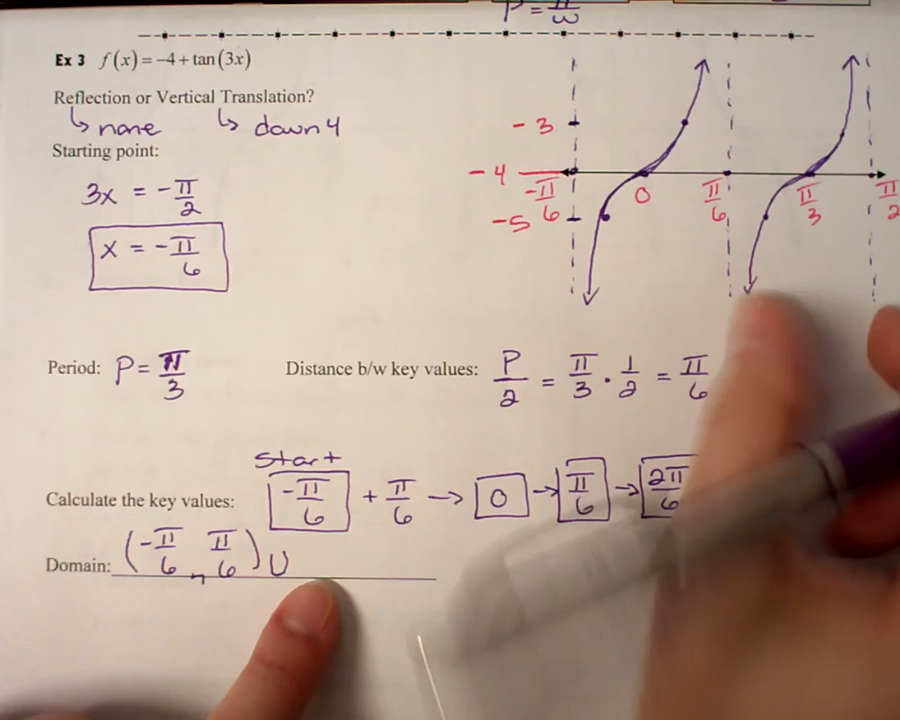 P = π/ω
Ex 3 f(x) = −4 + tan(3x)
Reflection or Vertical Translation?
↳ none ↳ down 4
Starting point:
3x = −π/2
x = −π/6
−3
−4
−5
−π/6 0 π/6 π/3 π/2
Period: P = π/3 Distance b/w key values: P/2 = π/3 · 1/2 = π/6
start
Calculate the key values: −π/6 + π/6 → 0 → π/6 → 2π/6
Domain: (−π/6, π/6) ∪